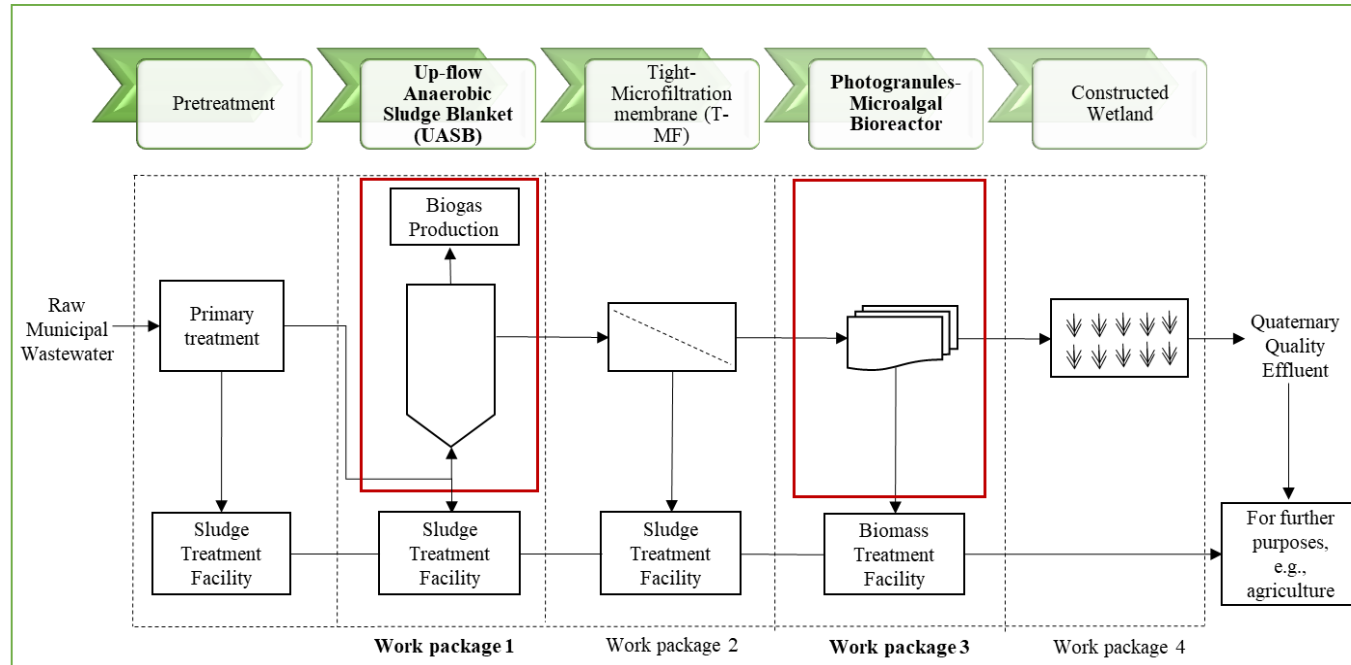 Pretreatment
Up-flow
Anaerobic
Sludge Blanket
(UASB)
Tight-
Microfiltration
membrane (T-
MF)
Photogranules-
Microalgal
Bioreactor
Constructed
Wetland
Biogas
Production
Raw
Municipal
Wastewater
Primary
treatment
Quaternary
Quality
Effluent
Sludge
Treatment
Facility
Sludge
Treatment
Facility
Sludge
Treatment
Facility
Biomass
Treatment
Facility
For further
purposes,
e.g.,
agriculture
Work package 1
Work package 2
Work package 3
Work package 4